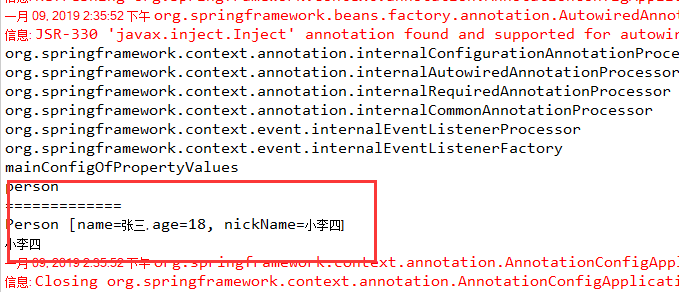 一月 09, 2019 2:35:52 下午 org.springframework.beans.factory.annotation.AutowiredAnno
信息: JSR-330 'javax.inject.Inject' annotation found and supported for autowir
org.springframework.context.annotation.internalConfigurationAnnotationProce
org.springframework.context.annotation.internalAutowiredAnnotationProcessor
org.springframework.context.annotation.internalRequiredAnnotationProcessor
org.springframework.context.annotation.internalCommonAnnotationProcessor
org.springframework.context.event.internalEventListenerProcessor
org.springframework.context.event.internalEventListenerFactory
mainConfigOfPropertyValues
person
=============
Person [name=张三, age=18, nickName=小李四]
小李四
一月 09, 2019 2:35:52 下午 org.springframework.context.annotation.AnnotationConfigAppl
信息: Closing org.springframework.context.annotation.AnnotationConfigApplicati